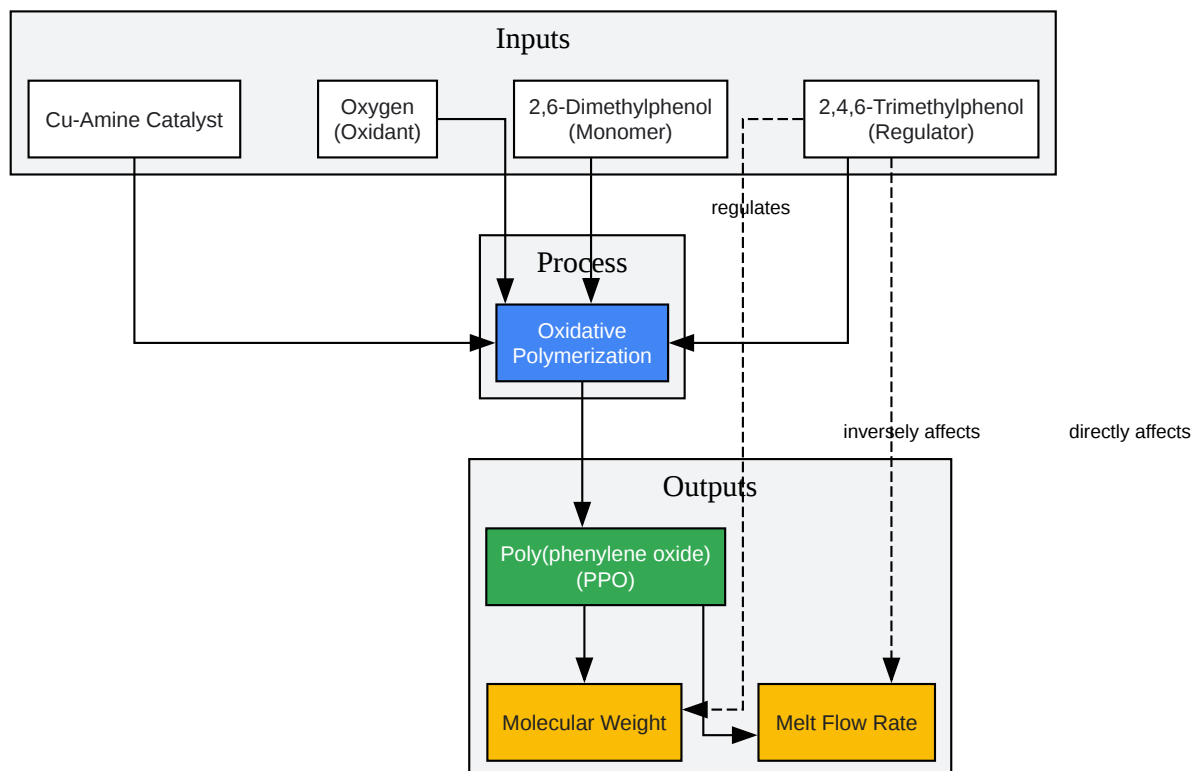 Inputs
Cu-Amine Catalyst
Oxygen
(Oxidant)
2,6-Dimethylphenol
(Monomer)
2,4,6-Trimethylphenol
(Regulator)
regulates
Process
Oxidative
Polymerization
inversely affects
directly affects
Outputs
Poly(phenylene oxide)
(PPO)
Molecular Weight
Melt Flow Rate